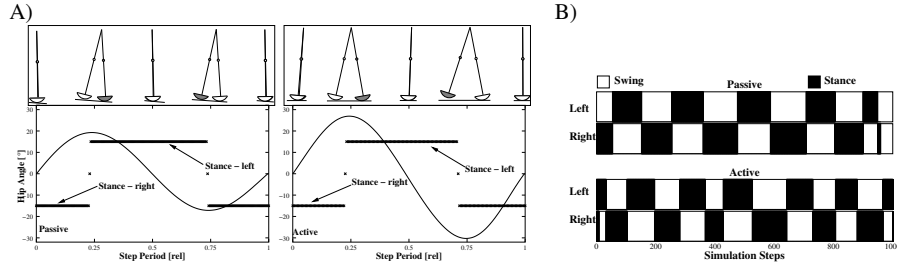 A)
B)
Hip Angle [°]
30
20
10
0
−10
−20
−30
Stance − left
Stance − right
Passive
0
0.25
0.5
0.75
1
Step Period [rel]
Stance − left
Stance − right
Active
0
0.25
0.5
0.75
1
Step Period [rel]
Swing
Stance
Passive
Left
Right
Active
Left
Right
0
200
400
600
800
100
Simulation Steps